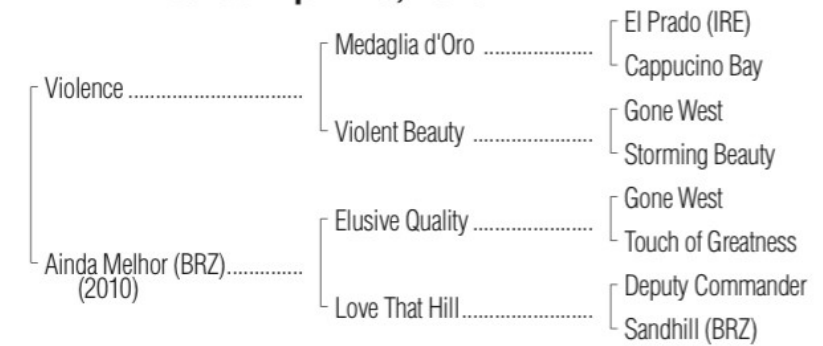 El Prado (IRE)
Medaglia d'Oro ....................
Cappucino Bay
Violence ................................
Gone West
Violent Beauty ......................
Storming Beauty
Gone West
Elusive Quality ......................
Touch of Greatness
Ainda Melhor (BRZ)..............
(2010)
Deputy Commander
Love That Hill........................
Sandhill (BRZ)